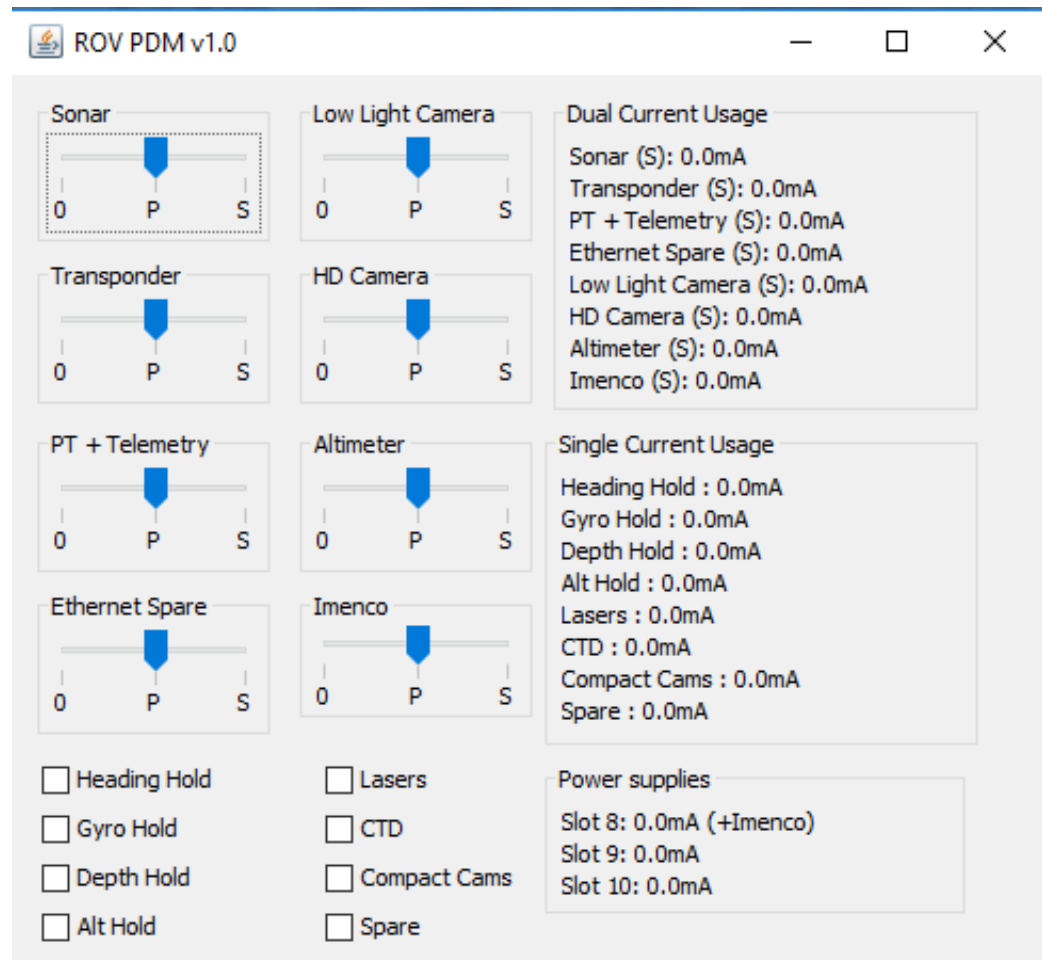 ROV PDM v1.0
Sonar
0 P S
Low Light Camera
0 P S
Transponder
0 P S
HD Camera
0 P S
PT + Telemetry
0 P S
Altimeter
0 P S
Ethernet Spare
0 P S
Imenco
0 P S
Heading Hold
Gyro Hold
Depth Hold
Alt Hold
Lasers
CTD
Compact Cams
Spare
Dual Current Usage
Sonar (S): 0.0mA
Transponder (S): 0.0mA
PT + Telemetry (S): 0.0mA
Ethernet Spare (S): 0.0mA
Low Light Camera (S): 0.0mA
HD Camera (S): 0.0mA
Altimeter (S): 0.0mA
Imenco (S): 0.0mA
Single Current Usage
Heading Hold : 0.0mA
Gyro Hold : 0.0mA
Depth Hold : 0.0mA
Alt Hold : 0.0mA
Lasers : 0.0mA
CTD : 0.0mA
Compact Cams : 0.0mA
Spare : 0.0mA
Power supplies
Slot 8: 0.0mA (+Imenco)
Slot 9: 0.0mA
Slot 10: 0.0mA